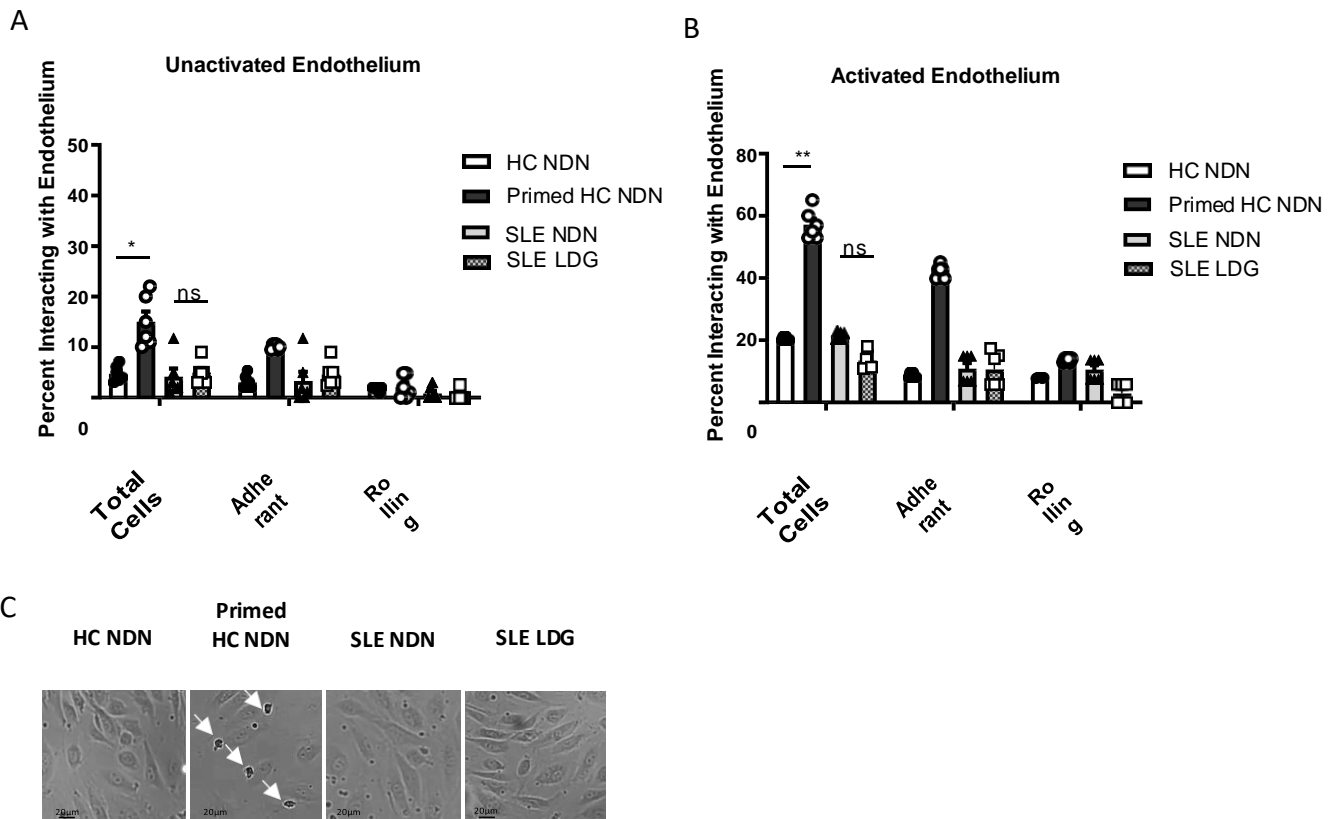 A
Unactivated Endothelium
Percent Interacting with Endothelium
50
40
30
20
10
0
*
ns
HC NDN
Primed HC NDN
SLE NDN
SLE LDG
Total
Cells
Adhe
rant
Ro
llin
g
B
Activated Endothelium
Percent Interacting with Endothelium
80
60
40
20
0
**
ns
HC NDN
Primed HC NDN
SLE NDN
SLE LDG
Total
Cells
Adhe
rant
Ro
llin
g
C
HC NDN
Primed
HC NDN
SLE NDN
SLE LDG
20µm
20µm
20µm
20µm